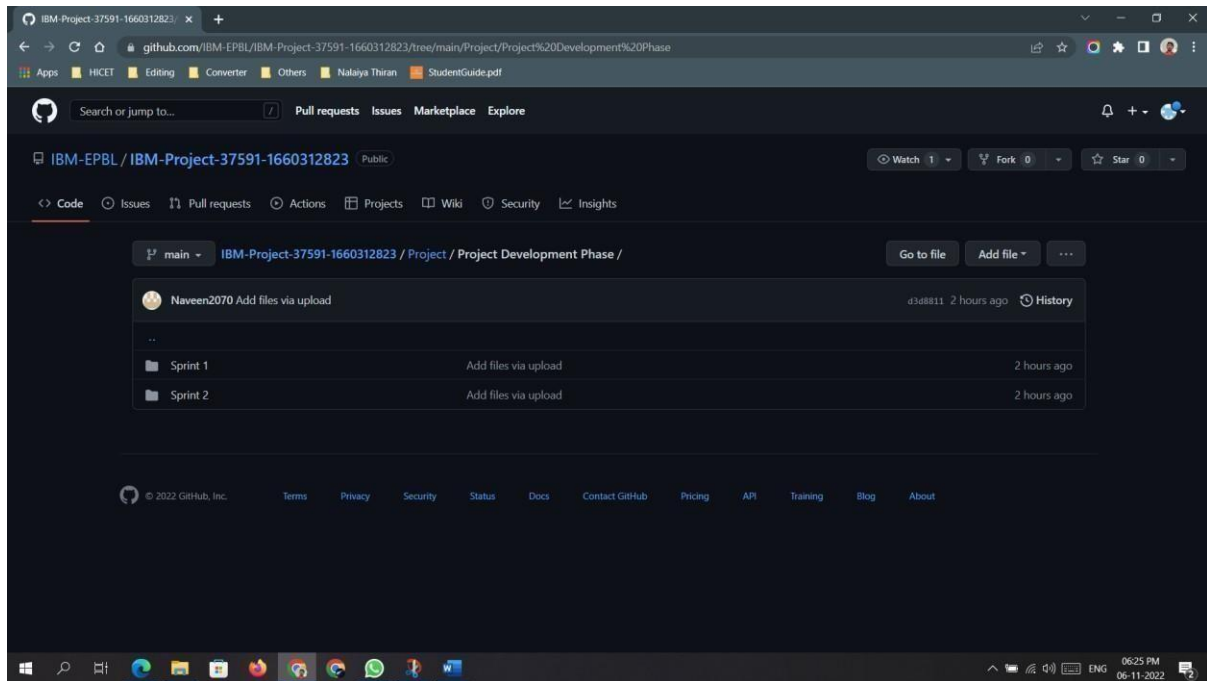 IBM-Project-37591-1660312823/
github.com/IBM-EPBL/IBM-Project-37591-1660312823/tree/main/Project/Project%20Development%20Phase
Apps HICET Editing Converter Others Nalaiya Thiran StudentGuide.pdf
Search or jump to... / Pull requests Issues Marketplace Explore
IBM-EPBL / IBM-Project-37591-1660312823 Public Watch 1 Fork 0 Star 0
<> Code Issues Pull requests Actions Projects Wiki Security Insights
main IBM-Project-37591-1660312823 / Project / Project Development Phase / Go to file Add file ...
Naveen2070 Add files via upload d3d8811 2 hours ago History
..
Sprint 1 Add files via upload 2 hours ago
Sprint 2 Add files via upload 2 hours ago
© 2022 GitHub, Inc. Terms Privacy Security Status Docs Contact GitHub Pricing API Training Blog About
ENG 06:25 PM
06-11-2022 2